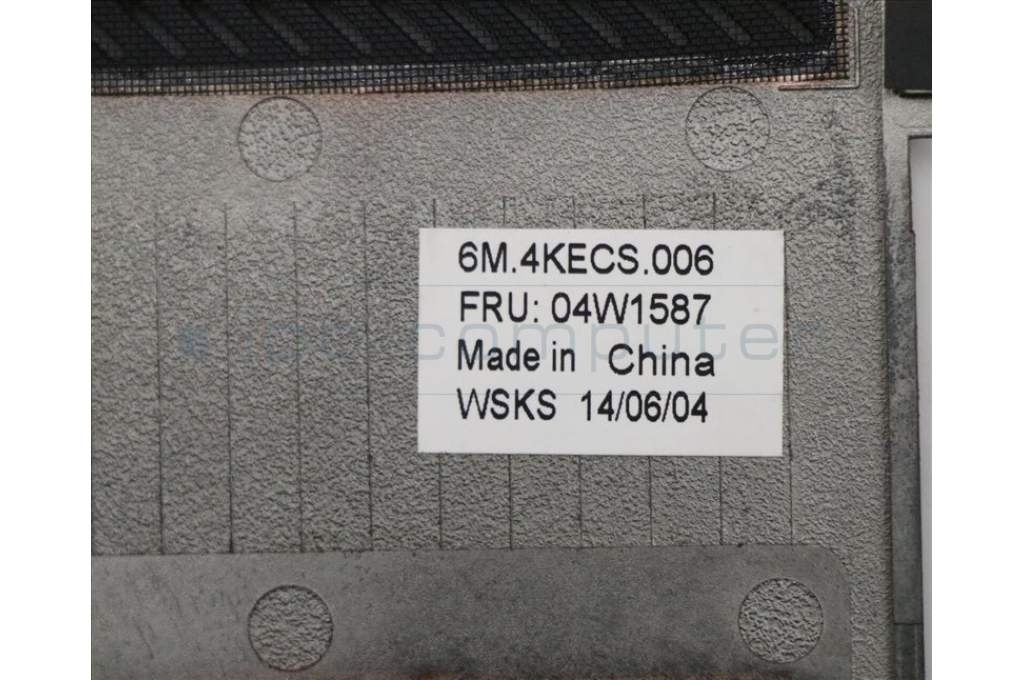 6M.4KECS.006
FRU: 04W1587
Made in China
WSKS 14/06/04